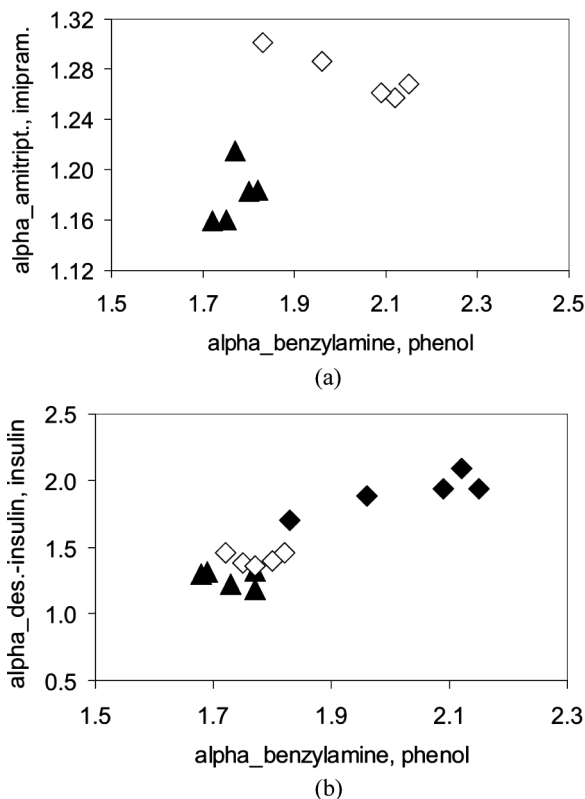 1.32
1.28
1.24
1.20
1.16
1.12
alpha_amitript., imipram.
1.5 1.7 1.9 2.1 2.3 2.5
alpha_benzylamine, phenol
(a)
2.5
2.0
1.5
1.0
0.5
alpha_des.-insulin, insulin
1.5 1.7 1.9 2.1 2.3
alpha_benzylamine, phenol
(b)